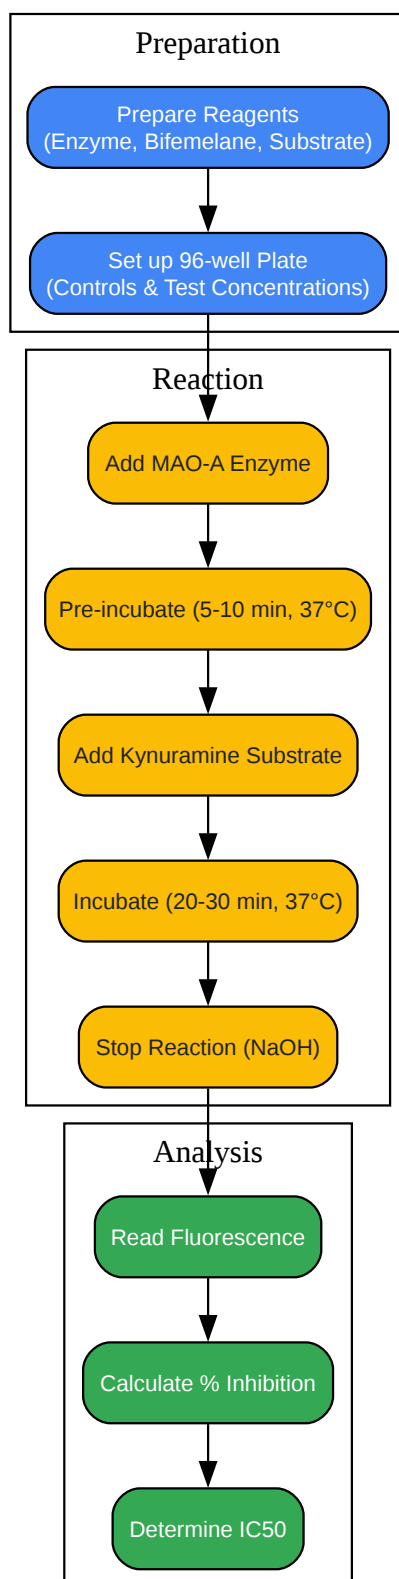 Preparation
Prepare Reagents
(Enzyme, Bifemelane, Substrate)
Set up 96-well Plate
(Controls & Test Concentrations)
Reaction
Add MAO-A Enzyme
Pre-incubate (5-10 min, 37°C)
Add Kynuramine Substrate
Incubate (20-30 min, 37°C)
Stop Reaction (NaOH)
Analysis
Read Fluorescence
Calculate % Inhibition
Determine IC50